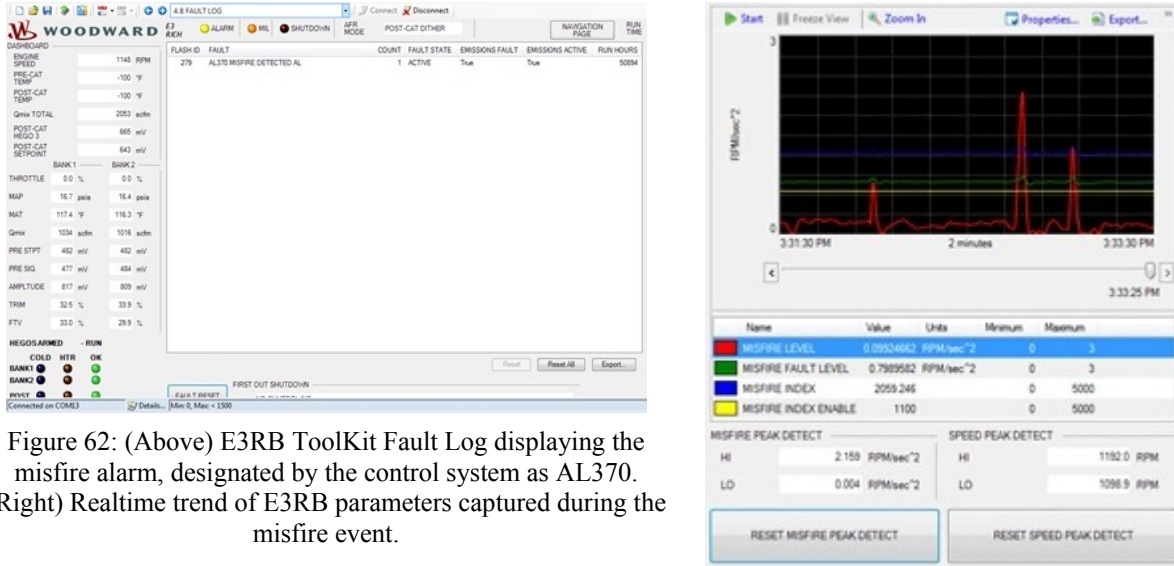 4.8 FAULT LOG
Connect Disconnect
WOODWARD
E3 RICH
ALARM
MIL
SHUTDOWN
AFR MODE
POST-CAT DITHER
NAVIGATION PAGE
RUN TIME
DASHBOARD
ENGINE SPEED 1148 RPM
PRE-CAT TEMP -100 °F
POST-CAT TEMP -100 °F
Qmix TOTAL 2053 scfm
POST-CAT HEGO 3 665 mV
POST-CAT SETPOINT 643 mV
BANK 1 BANK 2
THROTTLE 0.0 % 0.0 %
MAP 16.7 psia 16.4 psia
MAT 117.4 °F 116.3 °F
Qmix 1034 scfm 1016 scfm
PRE STPT 482 mV 482 mV
PRE SIG 477 mV 484 mV
AMPLTUDE 817 mV 809 mV
TRIM 32.5 % 33.9 %
FTV 33.0 % 29.9 %
HEGOS ARMED - RUN
COLD HTR OK
BANK1
BANK2
POST
Connected on COM13
Details...
Min: 0, Max: < 1500
FLASH ID FAULT COUNT FAULT STATE EMISSIONS FAULT EMISSIONS ACTIVE RUN HOURS
279 AL370 MISFIRE DETECTED AL 1 ACTIVE True True 50894
Reset Reset All Export...
FIRST OUT SHUTDOWN
FAULT RESET
Figure 62: (Above) E3RB ToolKit Fault Log displaying the
misfire alarm, designated by the control system as AL370.
Right) Realtime trend of E3RB parameters captured during the
misfire event.
Start Freeze View Zoom In Properties... Export...
3
RPM/sec^2
0
3:31:30 PM 2 minutes 3:33:30 PM
3:33:25 PM
Name Value Units Minimum Maximum
MISFIRE LEVEL 0.09924662 RPM/sec^2 0 3
MISFIRE FAULT LEVEL 0.7989582 RPM/sec^2 0 3
MISFIRE INDEX 2059.246 0 5000
MISFIRE INDEX ENABLE 1100 0 5000
MISFIRE PEAK DETECT SPEED PEAK DETECT
HI 2.159 RPM/sec^2 HI 1192.0 RPM
LO 0.004 RPM/sec^2 LO 1098.9 RPM
RESET MISFIRE PEAK DETECT RESET SPEED PEAK DETECT